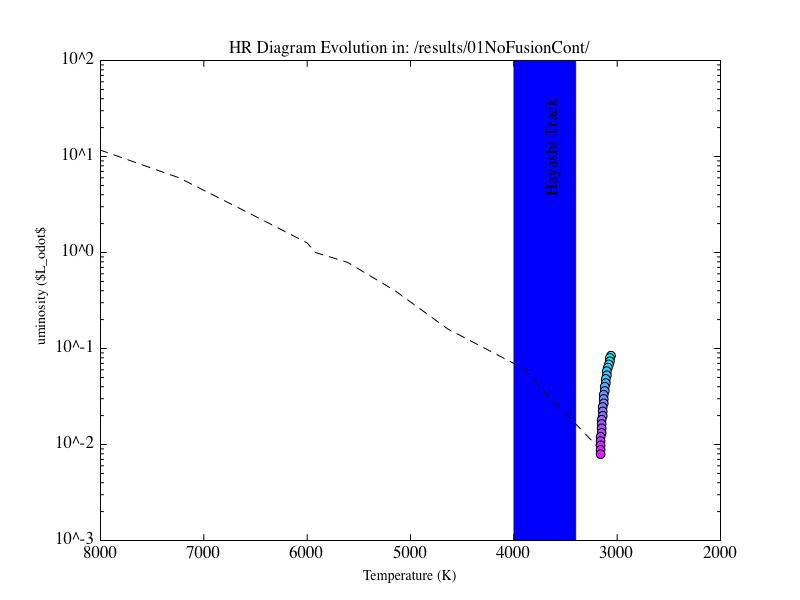 HR Diagram Evolution in: /results/01NoFusionCont/
10^2
10^1
10^0
10^-1
10^-2
10^-3
uminosity ($L_odot$
Hayashi Track
8000 7000 6000 5000 4000 3000 2000
Temperature (K)